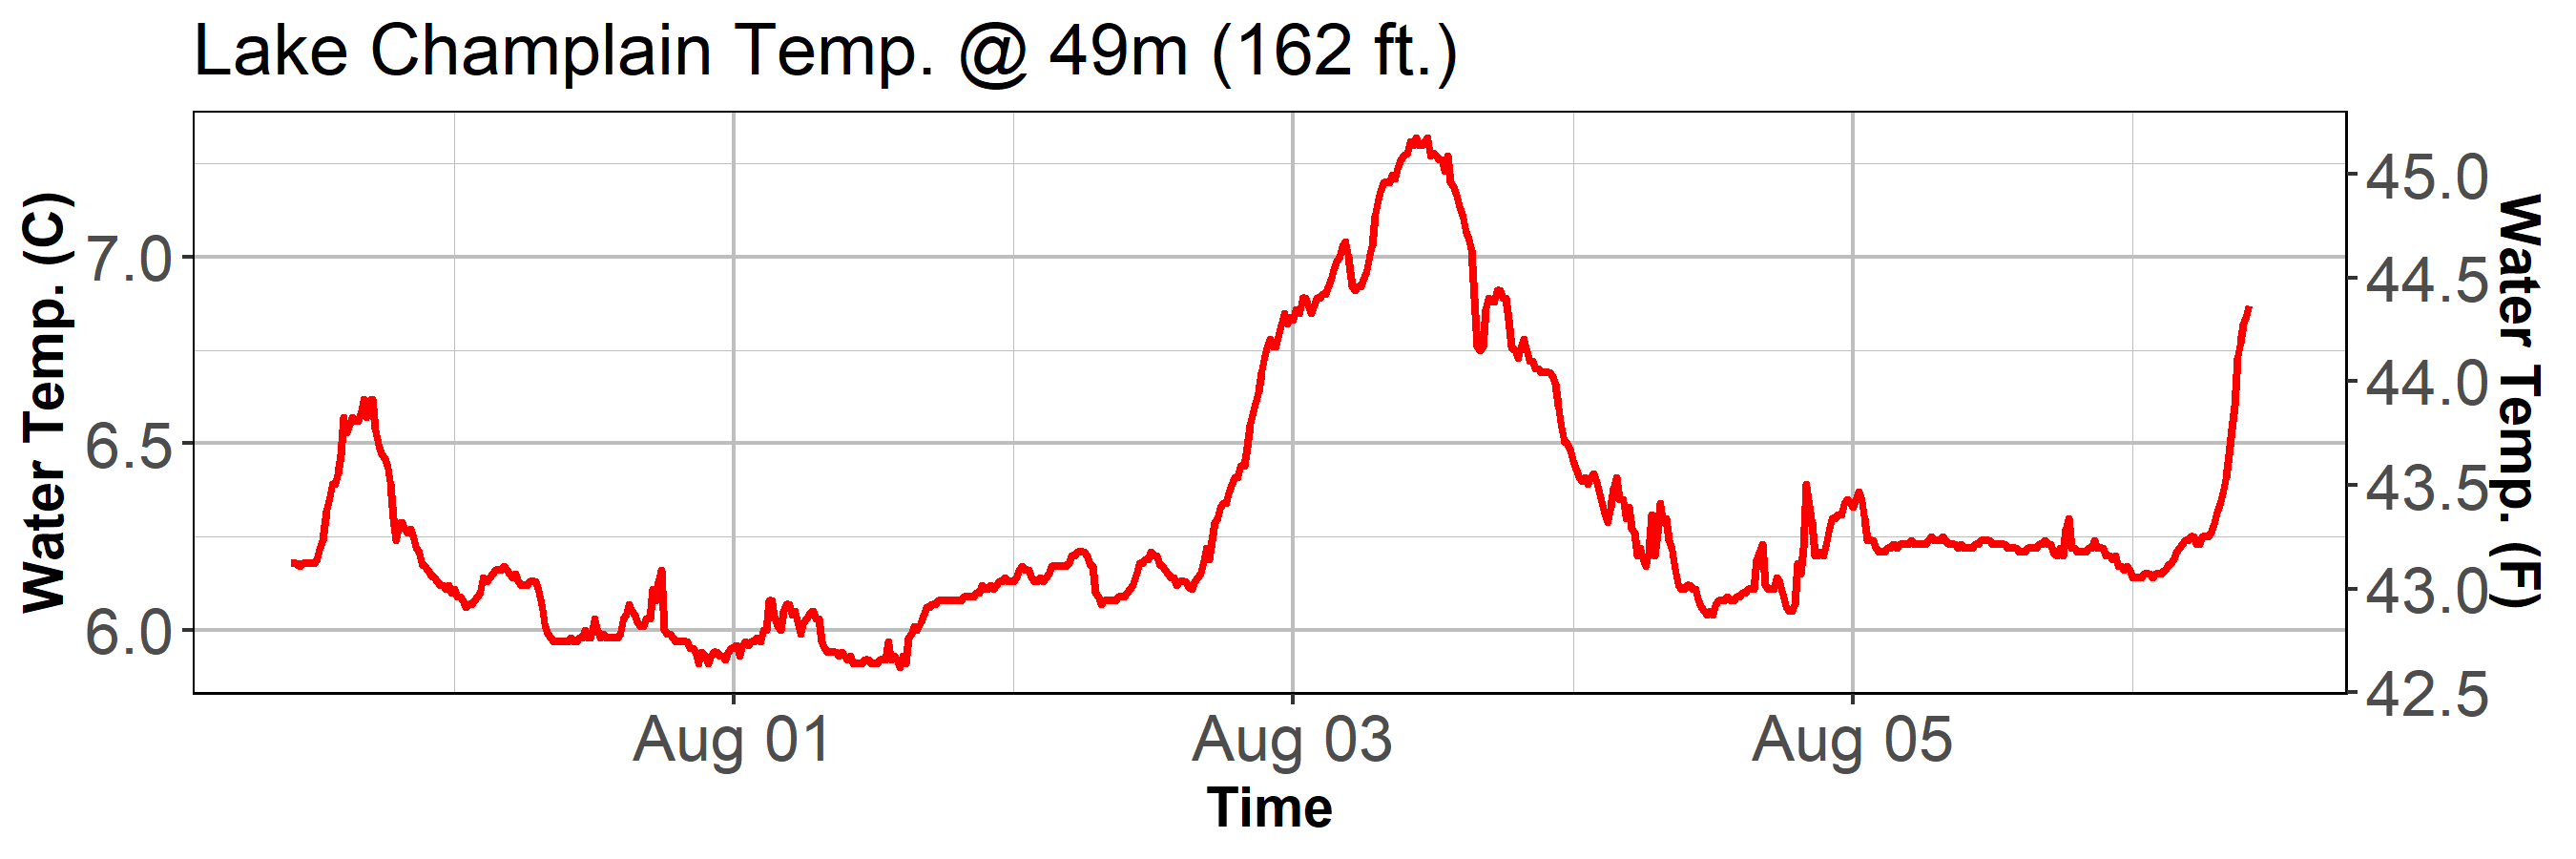 Lake Champlain Temp. @ 49m (162 ft.)
Water Temp. (C)
7.0
6.5
6.0
45.0
44.5
44.0
43.5
43.0
42.5
Water Temp. (F)
Aug 01 Aug 03 Aug 05
Time